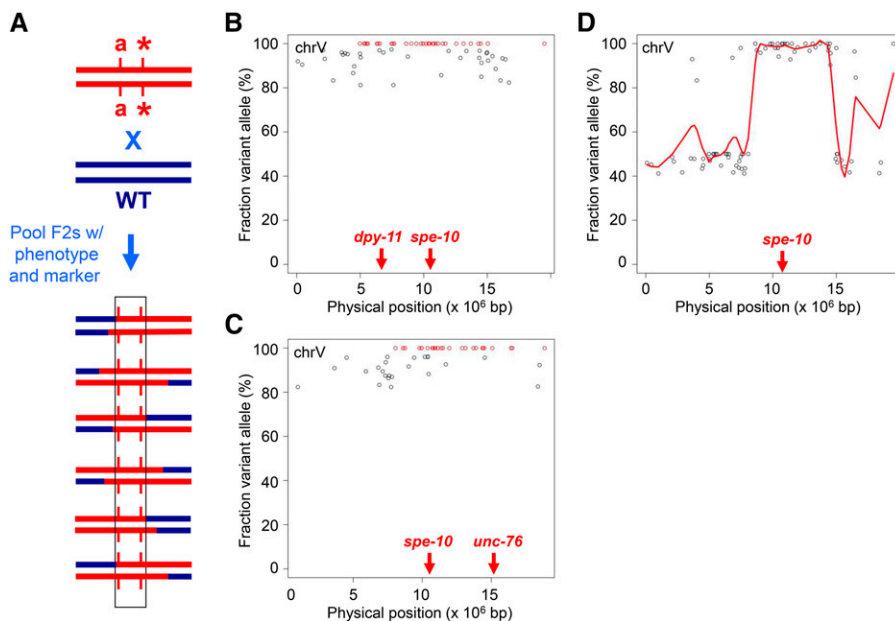 A
a *
a *
X
WT
Pool F2s w/
phenotype
and marker
B
chrV
Fraction variant allele (%)
100
80
60
40
20
0
dpy-11 spe-10
0 5 10 15
Physical position (x 10⁶ bp)
C
chrV
Fraction variant allele (%)
100
80
60
40
20
0
spe-10 unc-76
0 5 10 15
Physical position (x 10⁶ bp)
D
chrV
Fraction variant allele (%)
100
80
60
40
20
0
spe-10
0 5 10 15
Physical position (x 10⁶ bp)